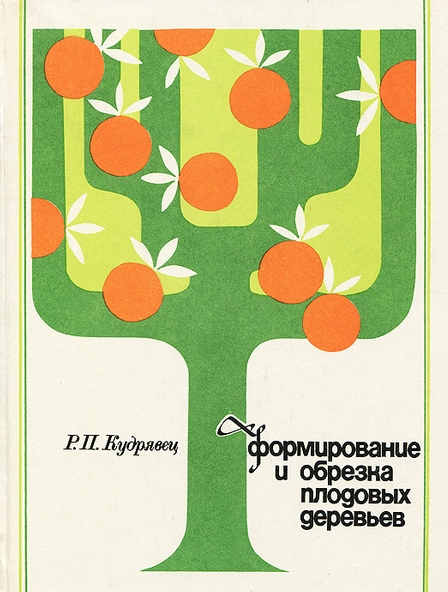 Р.П. Кудрявец
формирование
и обрезка
плодовых
деревьев